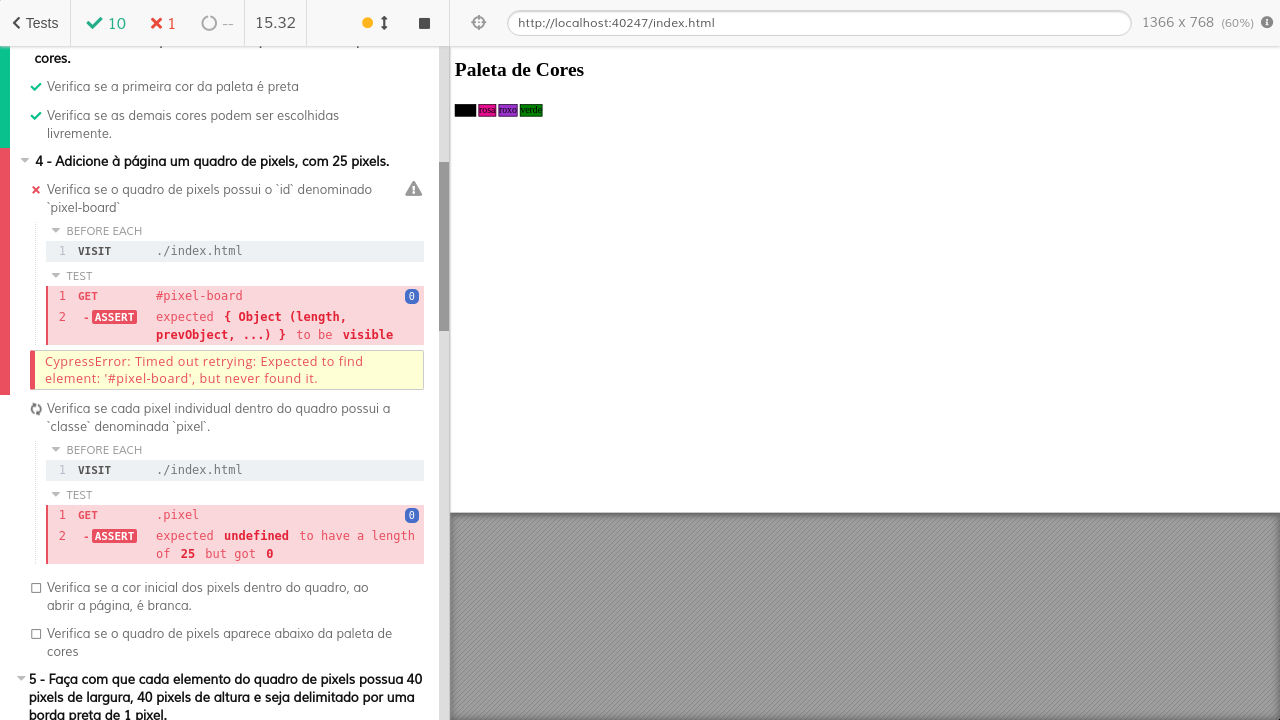 Tests
10
1
--
15.32
http://localhost:40247/index.html
1366 x 768 (60%)
cores.
Verifica se a primeira cor da paleta é preta
Verifica se as demais cores podem ser escolhidas
livremente.
4 - Adicione à página um quadro de pixels, com 25 pixels.
Verifica se o quadro de pixels possui o `id` denominado
`pixel-board`
BEFORE EACH
1 VISIT ./index.html
TEST
1 GET #pixel-board 0
2 -ASSERT expected { Object (length,
prevObject, ...) } to be visible
CypressError: Timed out retrying: Expected to find
element: '#pixel-board', but never found it.
Verifica se cada pixel individual dentro do quadro possui a
`classe` denominada `pixel`.
BEFORE EACH
1 VISIT ./index.html
TEST
1 GET .pixel 0
2 -ASSERT expected undefined to have a length
of 25 but got 0
Verifica se a cor inicial dos pixels dentro do quadro, ao
abrir a página, é branca.
Verifica se o quadro de pixels aparece abaixo da paleta de
cores
5 - Faça com que cada elemento do quadro de pixels possua 40
pixels de largura, 40 pixels de altura e seja delimitado por uma
borda preta de 1 pixel.
Paleta de Cores
rosa roxo verde